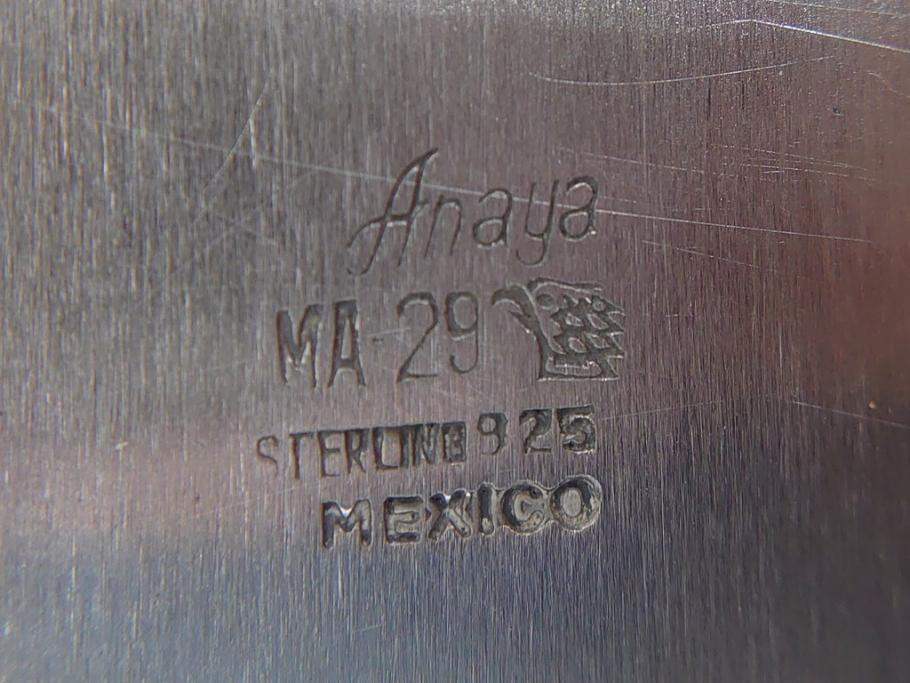 Anaya
MA-29
STERLING 925
MEXICO